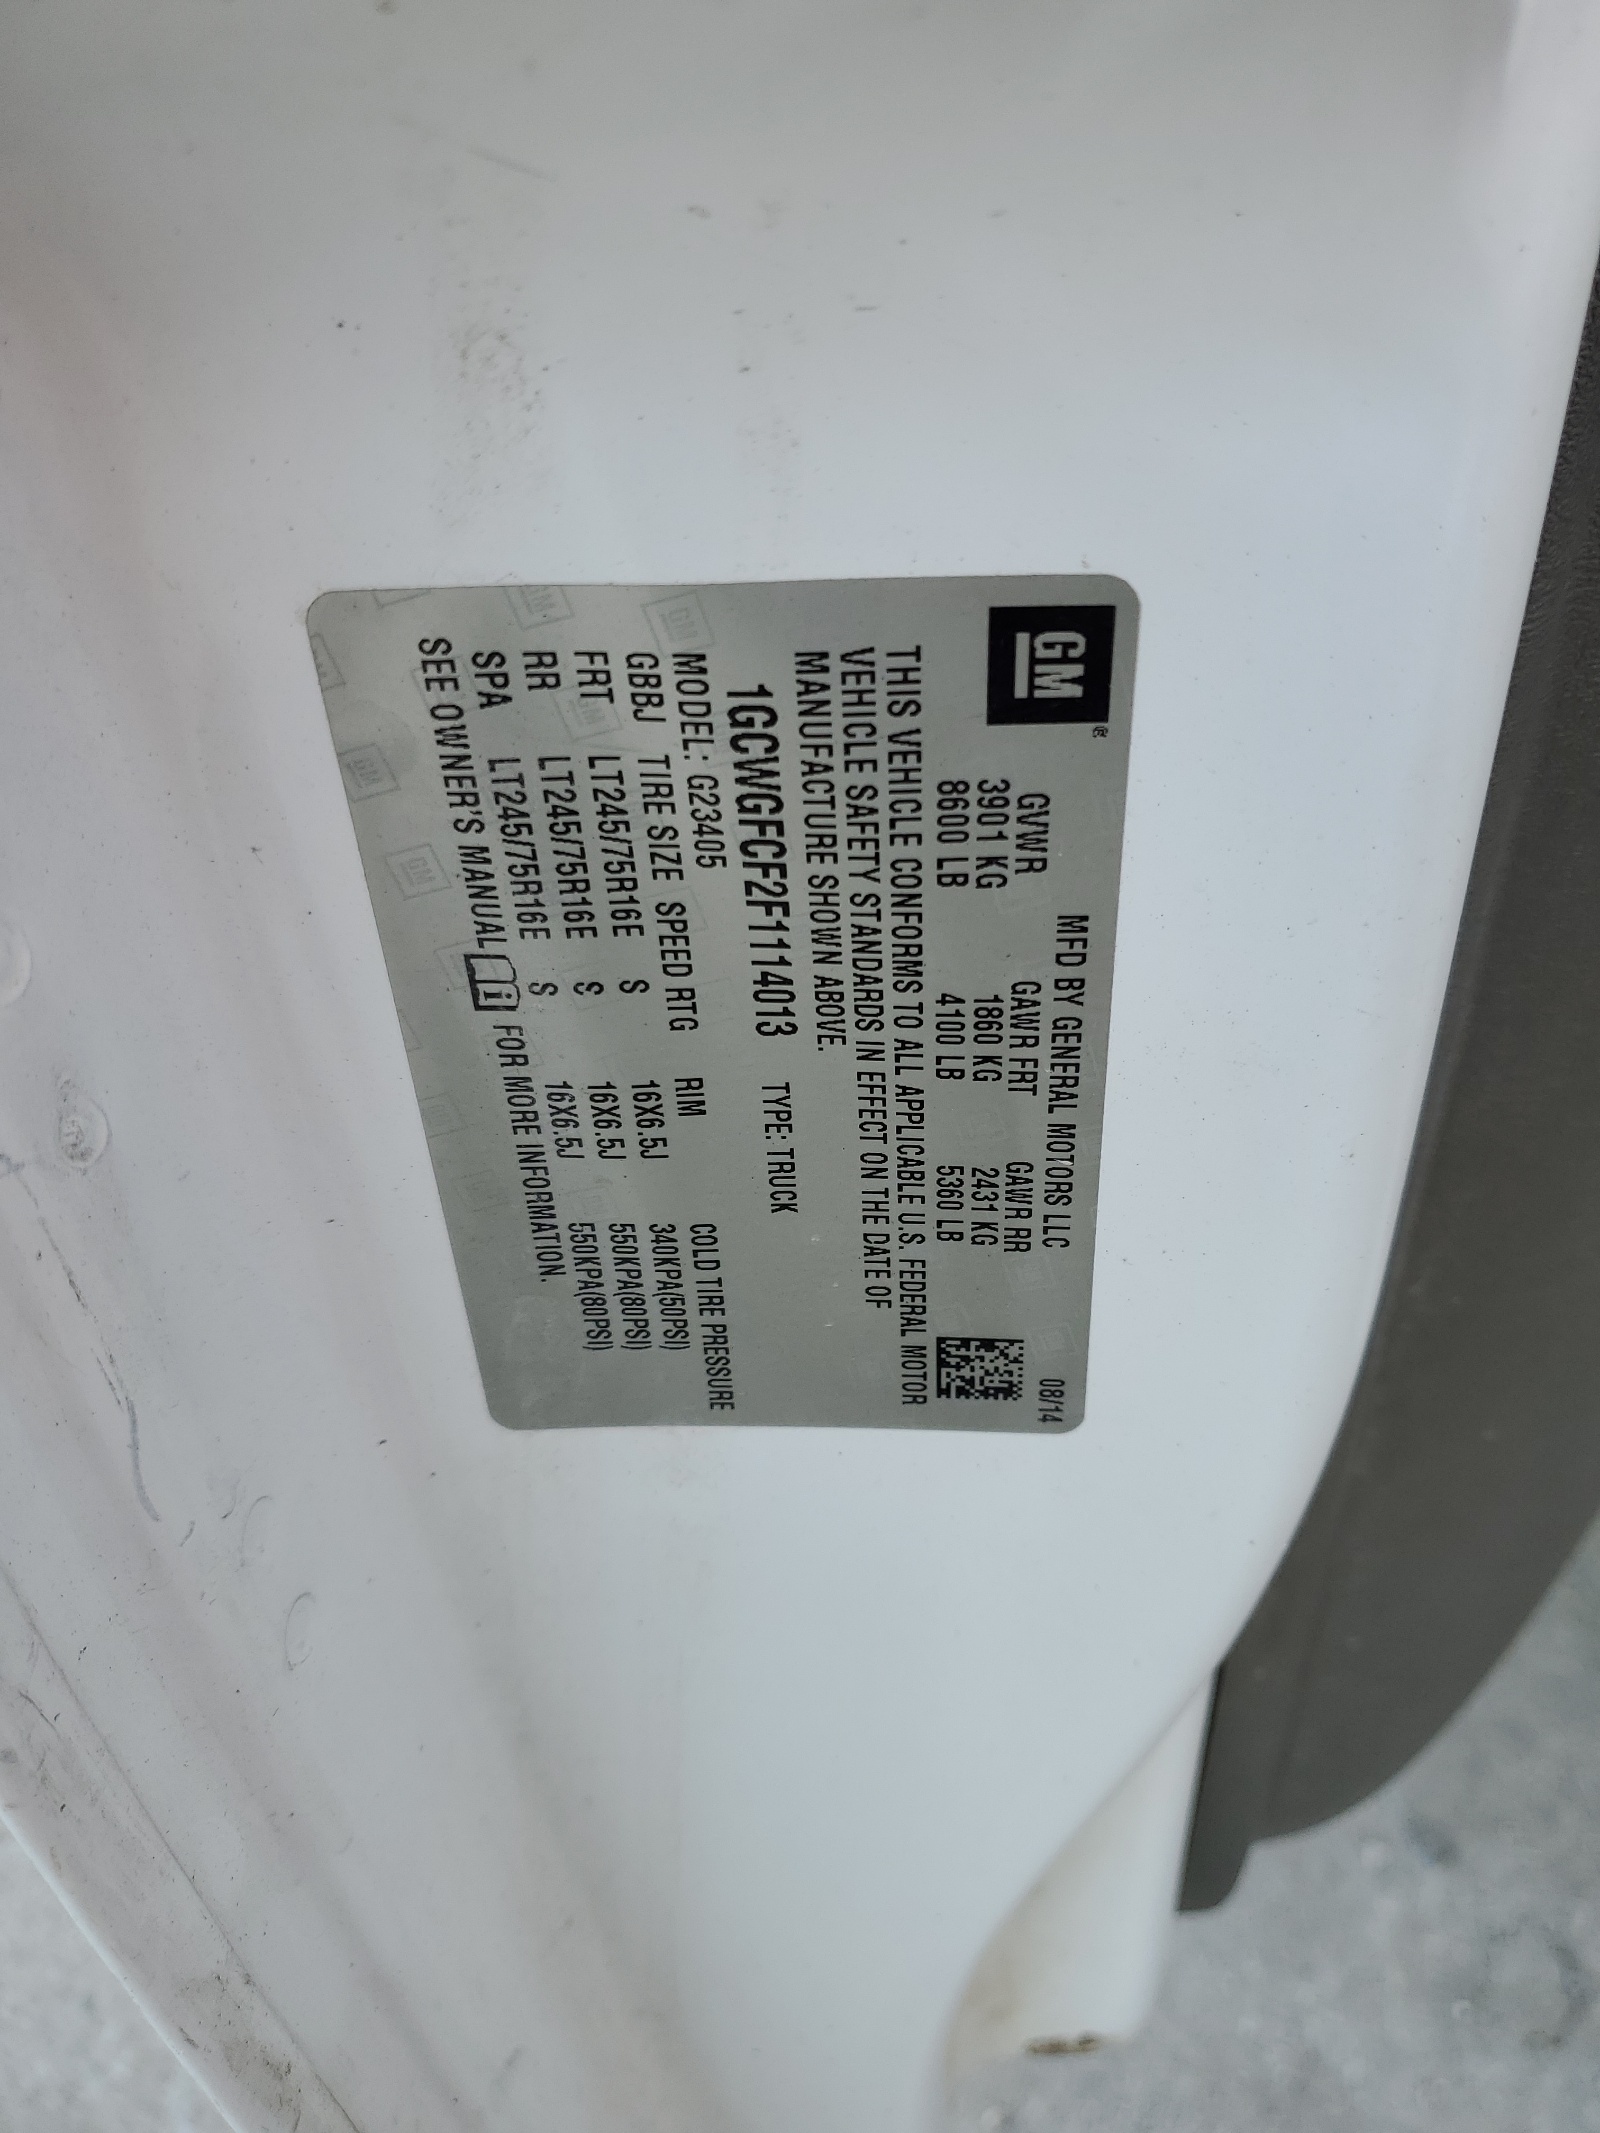 GM®
MFD BY GENERAL MOTORS LLC 08/14
GVWR GAWR FRT GAWR RR
3901 KG 1860 KG 2431 KG
8600 LB 4100 LB 5360 LB
THIS VEHICLE CONFORMS TO ALL APPLICABLE U.S. FEDERAL MOTOR
VEHICLE SAFETY STANDARDS IN EFFECT ON THE DATE OF
MANUFACTURE SHOWN ABOVE.
1GCWGFCF2F1114013 TYPE: TRUCK
MODEL: G23405
GBBJ TIRE SIZE SPEED RTG RIM COLD TIRE PRESSURE
FRT LT245/75R16E S 16X6.5J 340KPA(50PSI)
RR LT245/75R16E S 16X6.5J 550KPA(80PSI)
SPA LT245/75R16E S 16X6.5J 550KPA(80PSI)
SEE OWNER'S MANUAL FOR MORE INFORMATION.